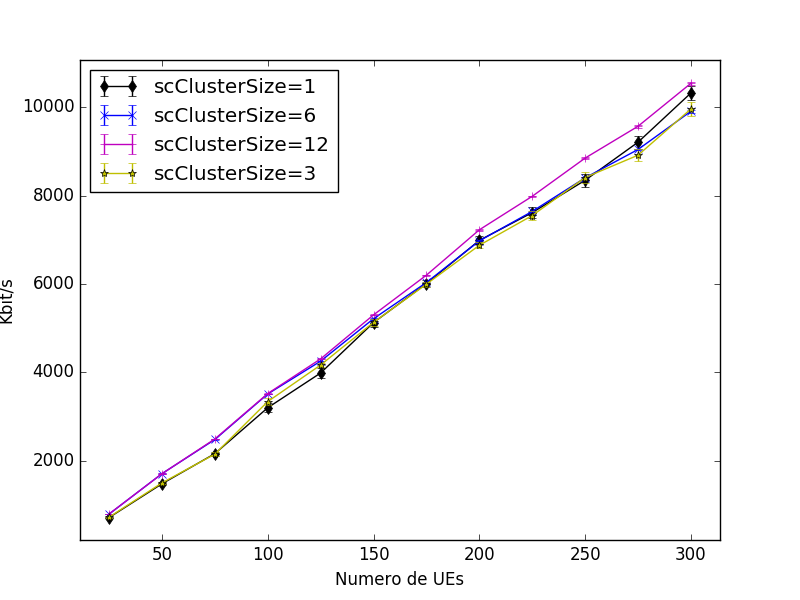 scClusterSize=1
scClusterSize=6
scClusterSize=12
scClusterSize=3
10000
8000
6000
4000
2000
Kbit/s
50 100 150 200 250 300
Numero de UEs